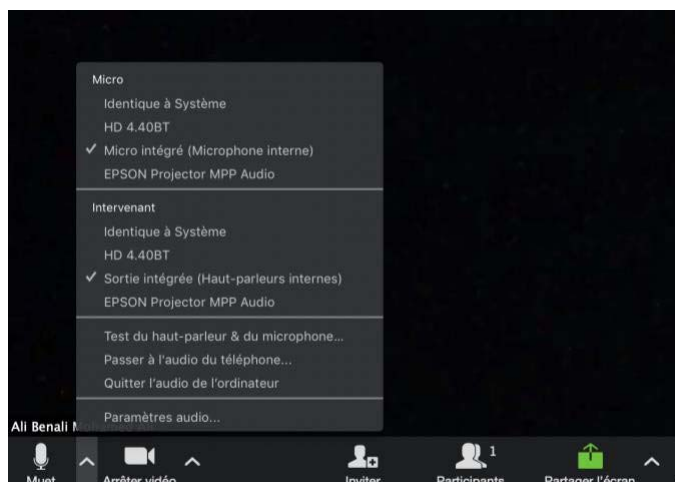 Micro
Identique à Système
HD 4.40BT
Micro intégré (Microphone interne)
EPSON Projector MPP Audio
Intervenant
Identique à Système
HD 4.40BT
Sortie intégrée (Haut-parleurs internes)
EPSON Projector MPP Audio
Test du haut-parleur & du microphone...
Passer à l'audio du téléphone...
Quitter l'audio de l'ordinateur
Paramètres audio...
Ali Benali
1
Muet
Arrêter vidéo
Inviter
Participants
Partager l'écran